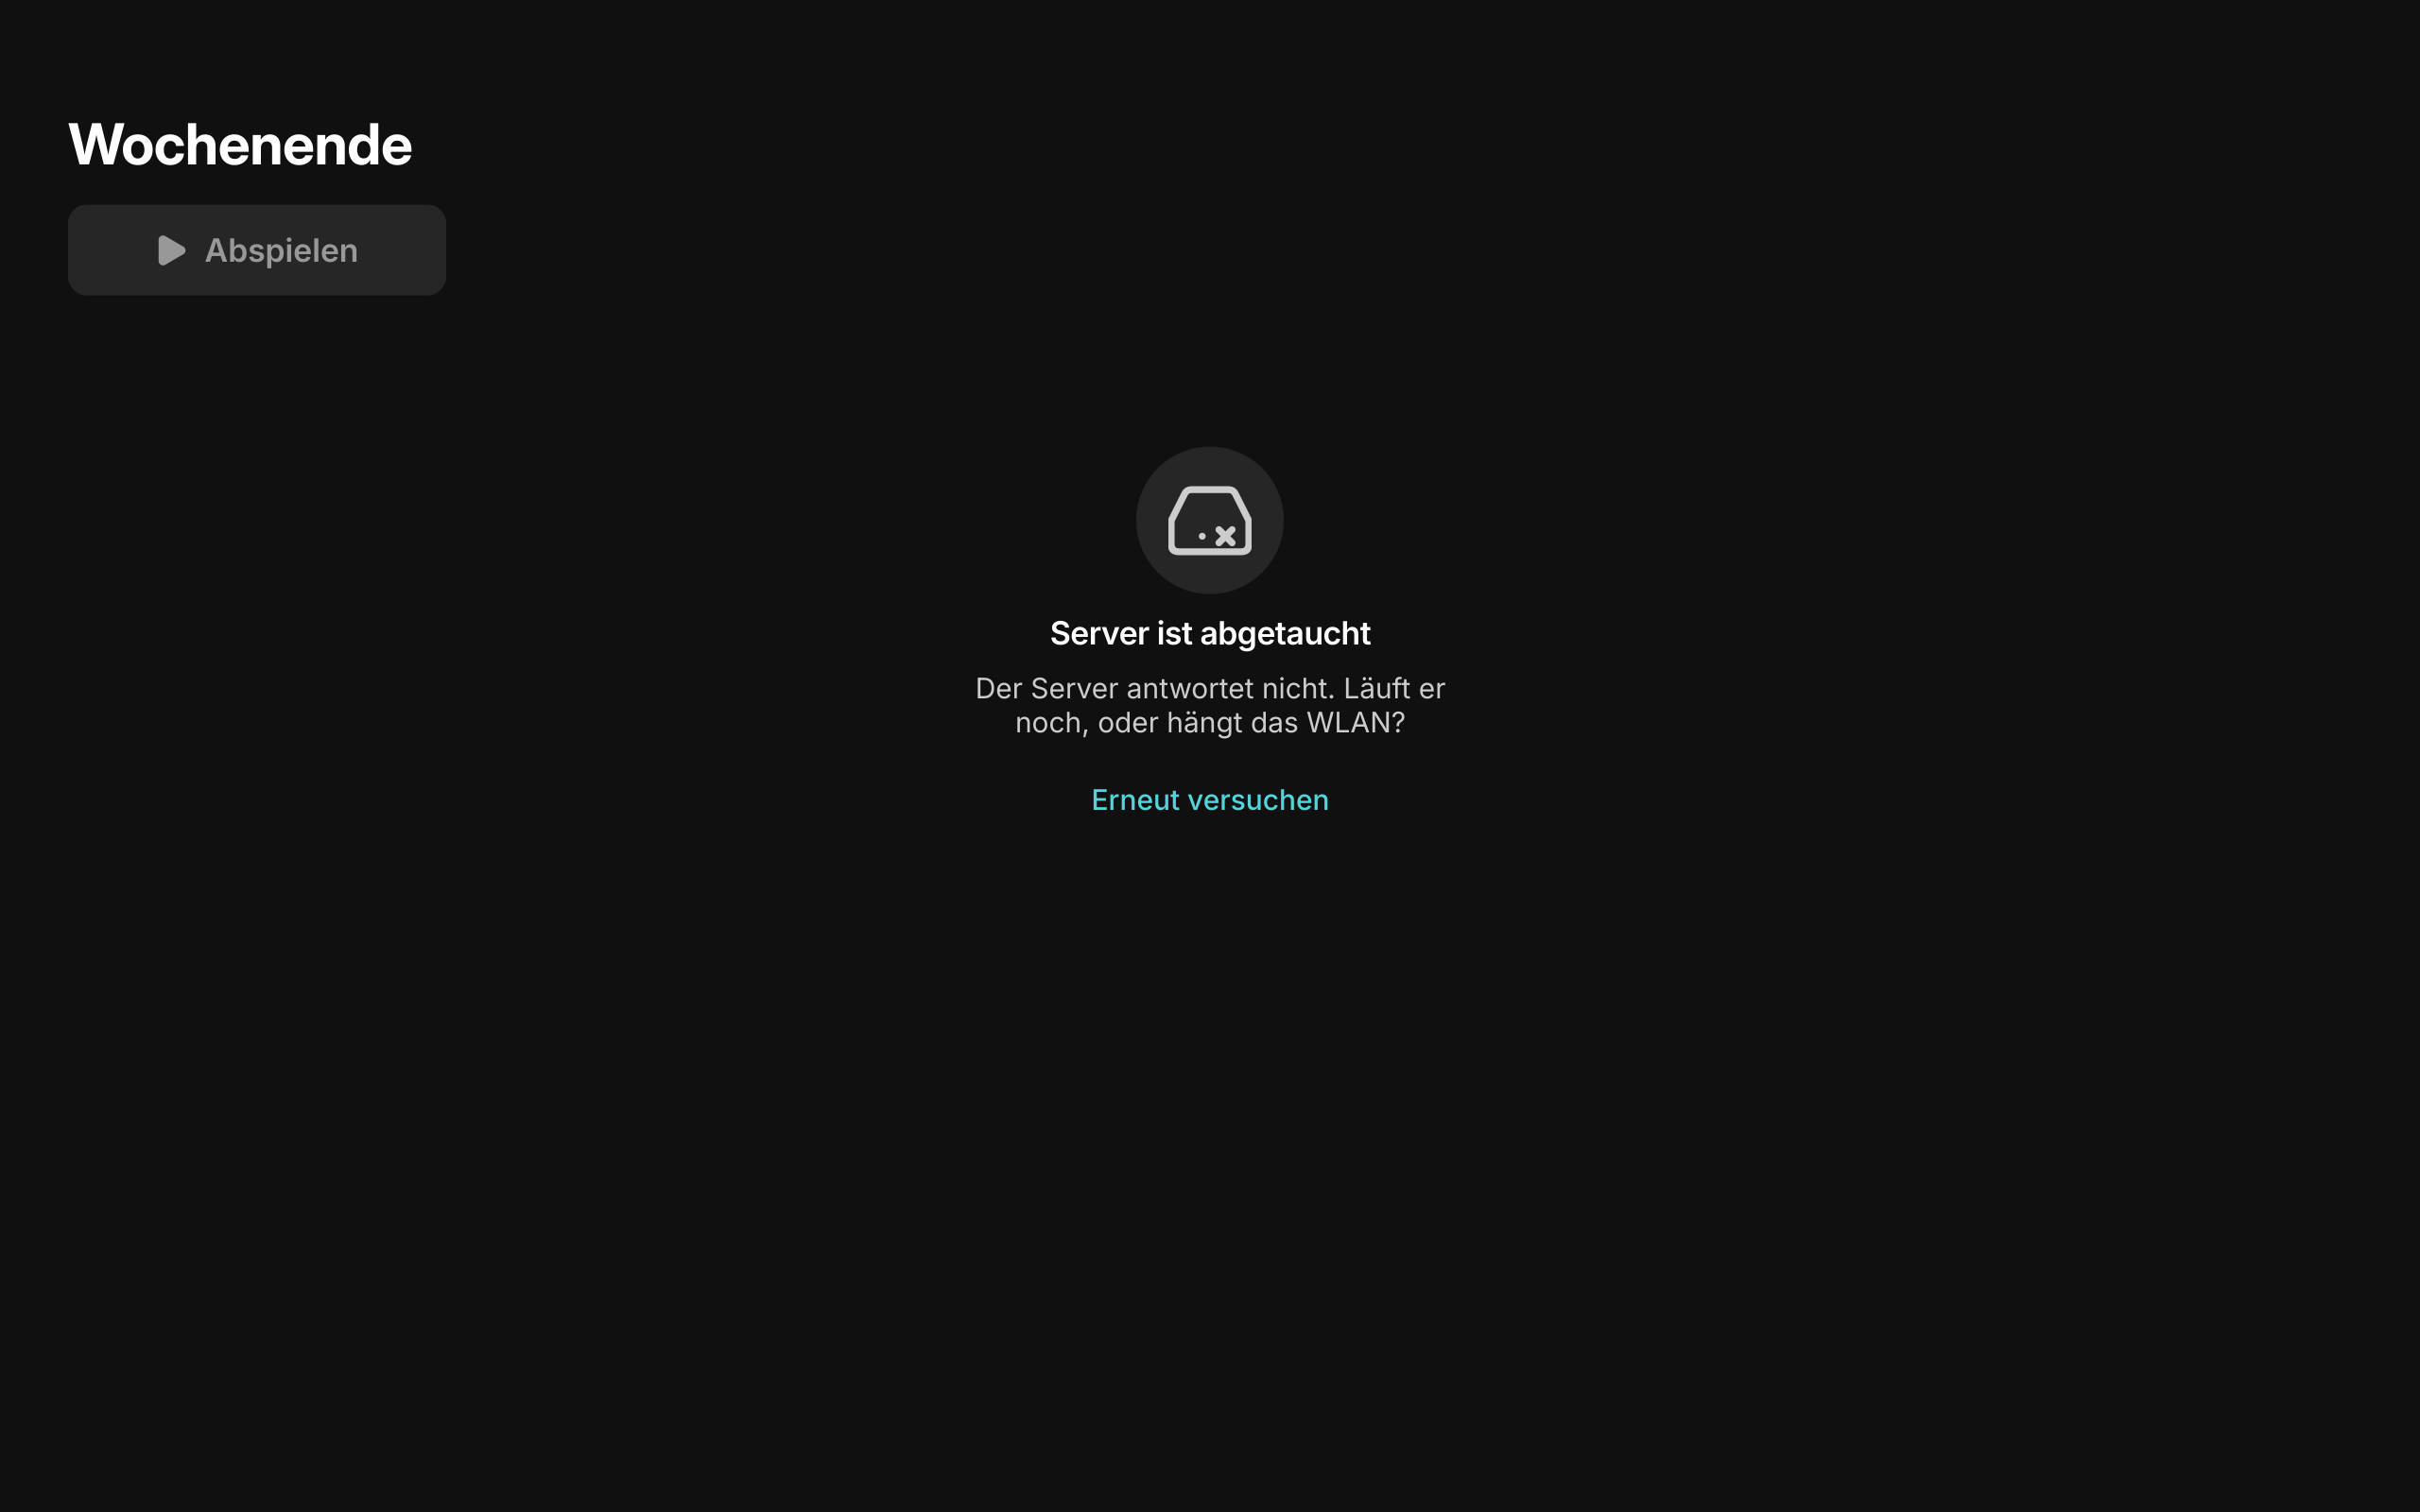 Wochenende
Abspielen
Server ist abgetaucht
Der Server antwortet nicht. Läuft er
noch, oder hängt das WLAN?
Erneut versuchen